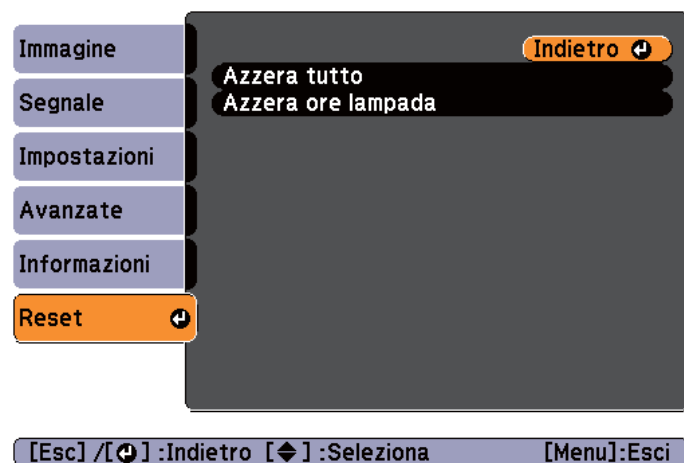 Immagine
Segnale
Impostazioni
Avanzate
Informazioni
Reset
Indietro
Azzera tutto
Azzera ore lampada
[Esc] /[ ] :Indietro [ ] :Seleziona [Menu]:Esci